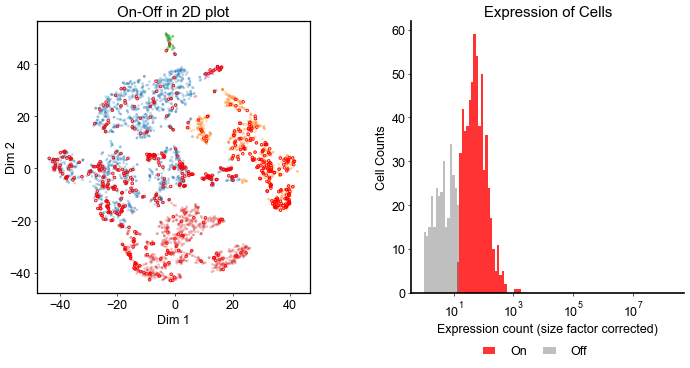 On-Off in 2D plot
40
20
0
−20
−40
Dim 2
−40
−20
0
20
40
Dim 1
Expression of Cells
60
50
40
30
20
10
0
Cell Counts
10^1
10^3
10^5
10^7
Expression count (size factor corrected)
On
Off